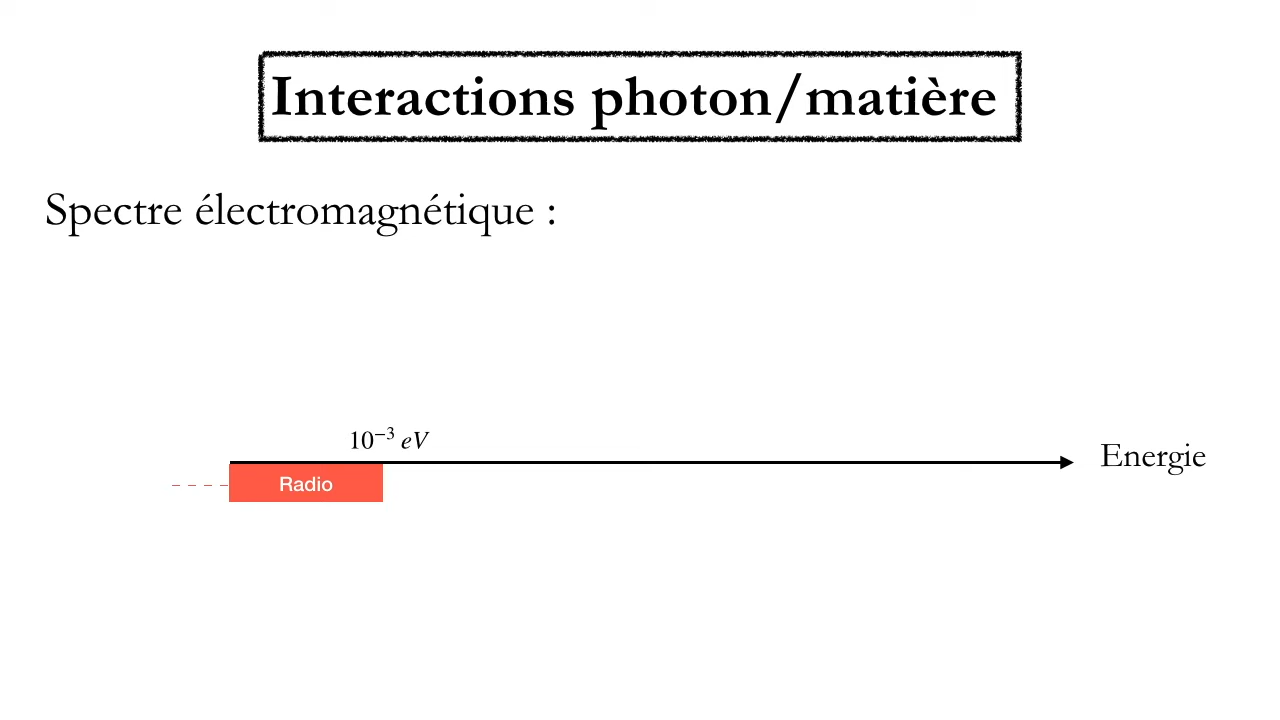 Interactions photon/matière
Spectre électromagnétique :
10⁻³ eV
Energie
Radio